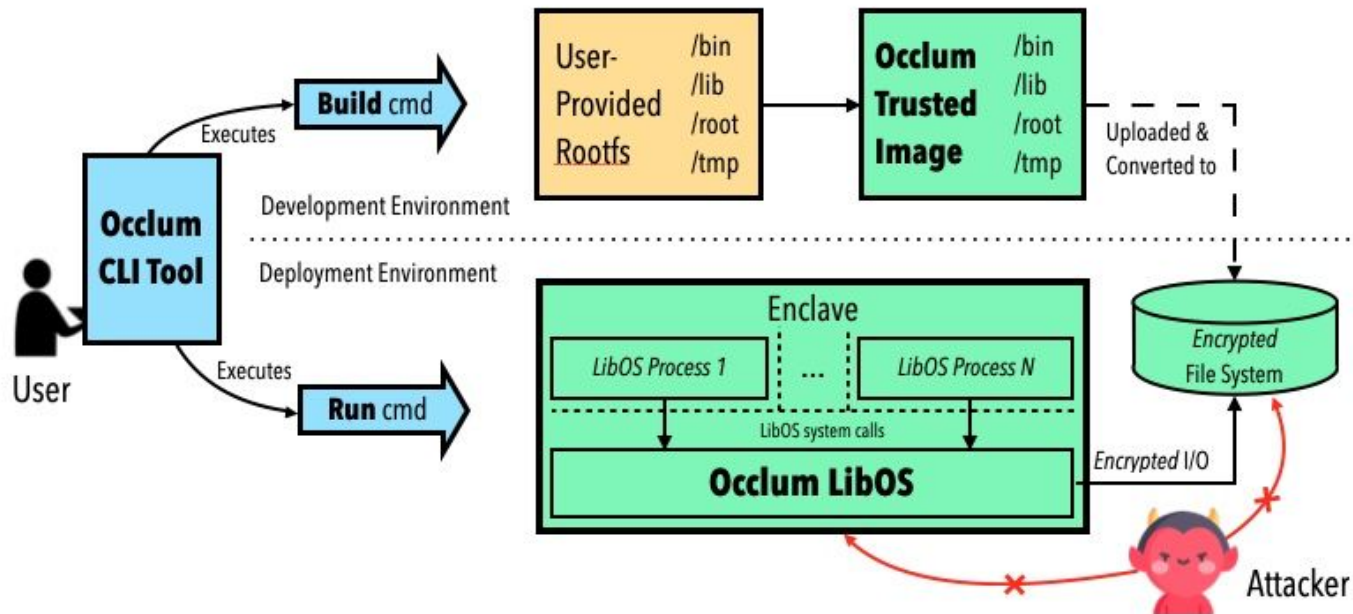 User-
Provided
Rootfs
/bin
/lib
/root
/tmp
Occlum
Trusted
Image
/bin
/lib
/root
/tmp
Build cmd
Executes
Uploaded &
Converted to
Development Environment
Occlum
CLI Tool
Deployment Environment
User
Executes
Run cmd
Enclave
LibOS Process 1
...
LibOS Process N
LibOS system calls
Occlum LibOS
Encrypted
File System
Encrypted I/O
Attacker